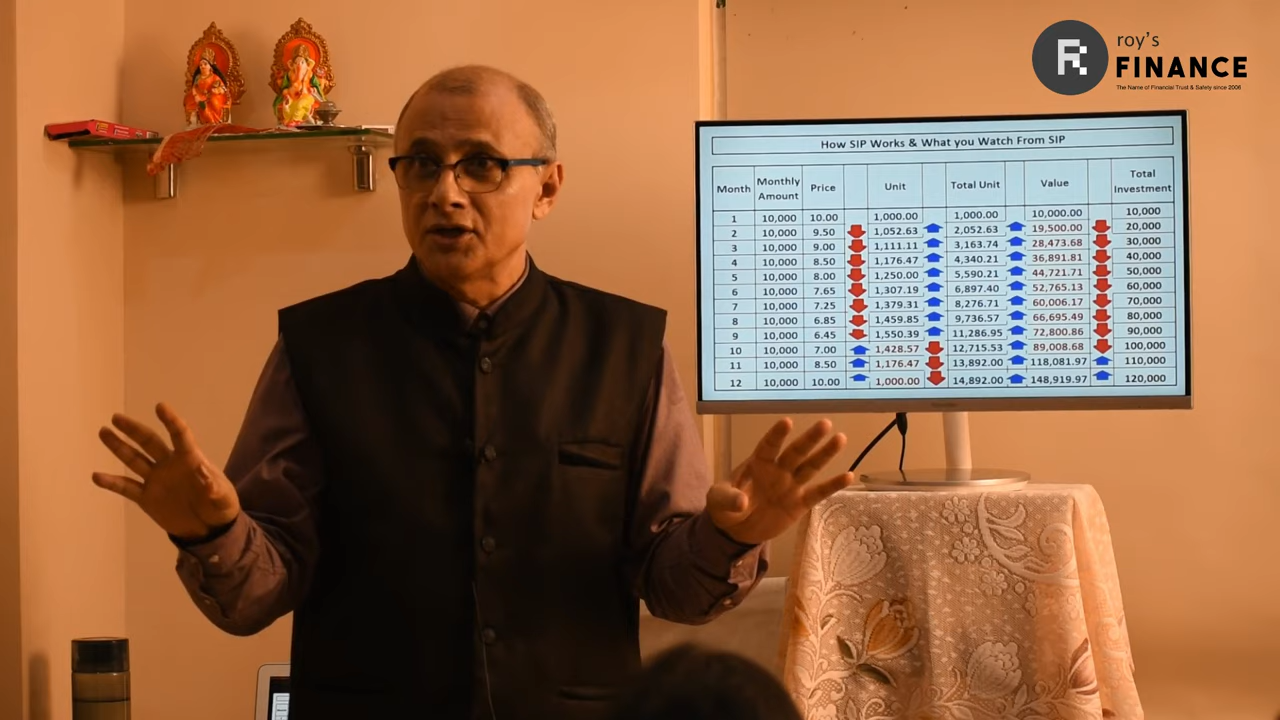 roy's
FINANCE
The Name of Financial Trust & Safety since 2006
How SIP Works & What you Watch From SIP
Month Monthly Amount Price Unit Total Unit Value Total Investment
1 10,000 10.00 1,000.00 1,000.00 10,000.00 10,000
2 10,000 9.50 1,052.63 2,052.63 19,500.00 20,000
3 10,000 9.00 1,111.11 3,163.74 28,473.68 30,000
4 10,000 8.50 1,176.47 4,340.21 36,891.81 40,000
5 10,000 8.00 1,250.00 5,590.21 44,721.71 50,000
6 10,000 7.65 1,307.19 6,897.40 52,765.13 60,000
7 10,000 7.25 1,379.31 8,276.71 60,006.17 70,000
8 10,000 6.85 1,459.85 9,736.57 66,695.49 80,000
9 10,000 6.45 1,550.39 11,286.95 72,800.86 90,000
10 10,000 7.00 1,428.57 12,715.53 89,008.68 100,000
11 10,000 8.50 1,176.47 13,892.00 118,081.97 110,000
12 10,000 10.00 1,000.00 14,892.00 148,919.97 120,000